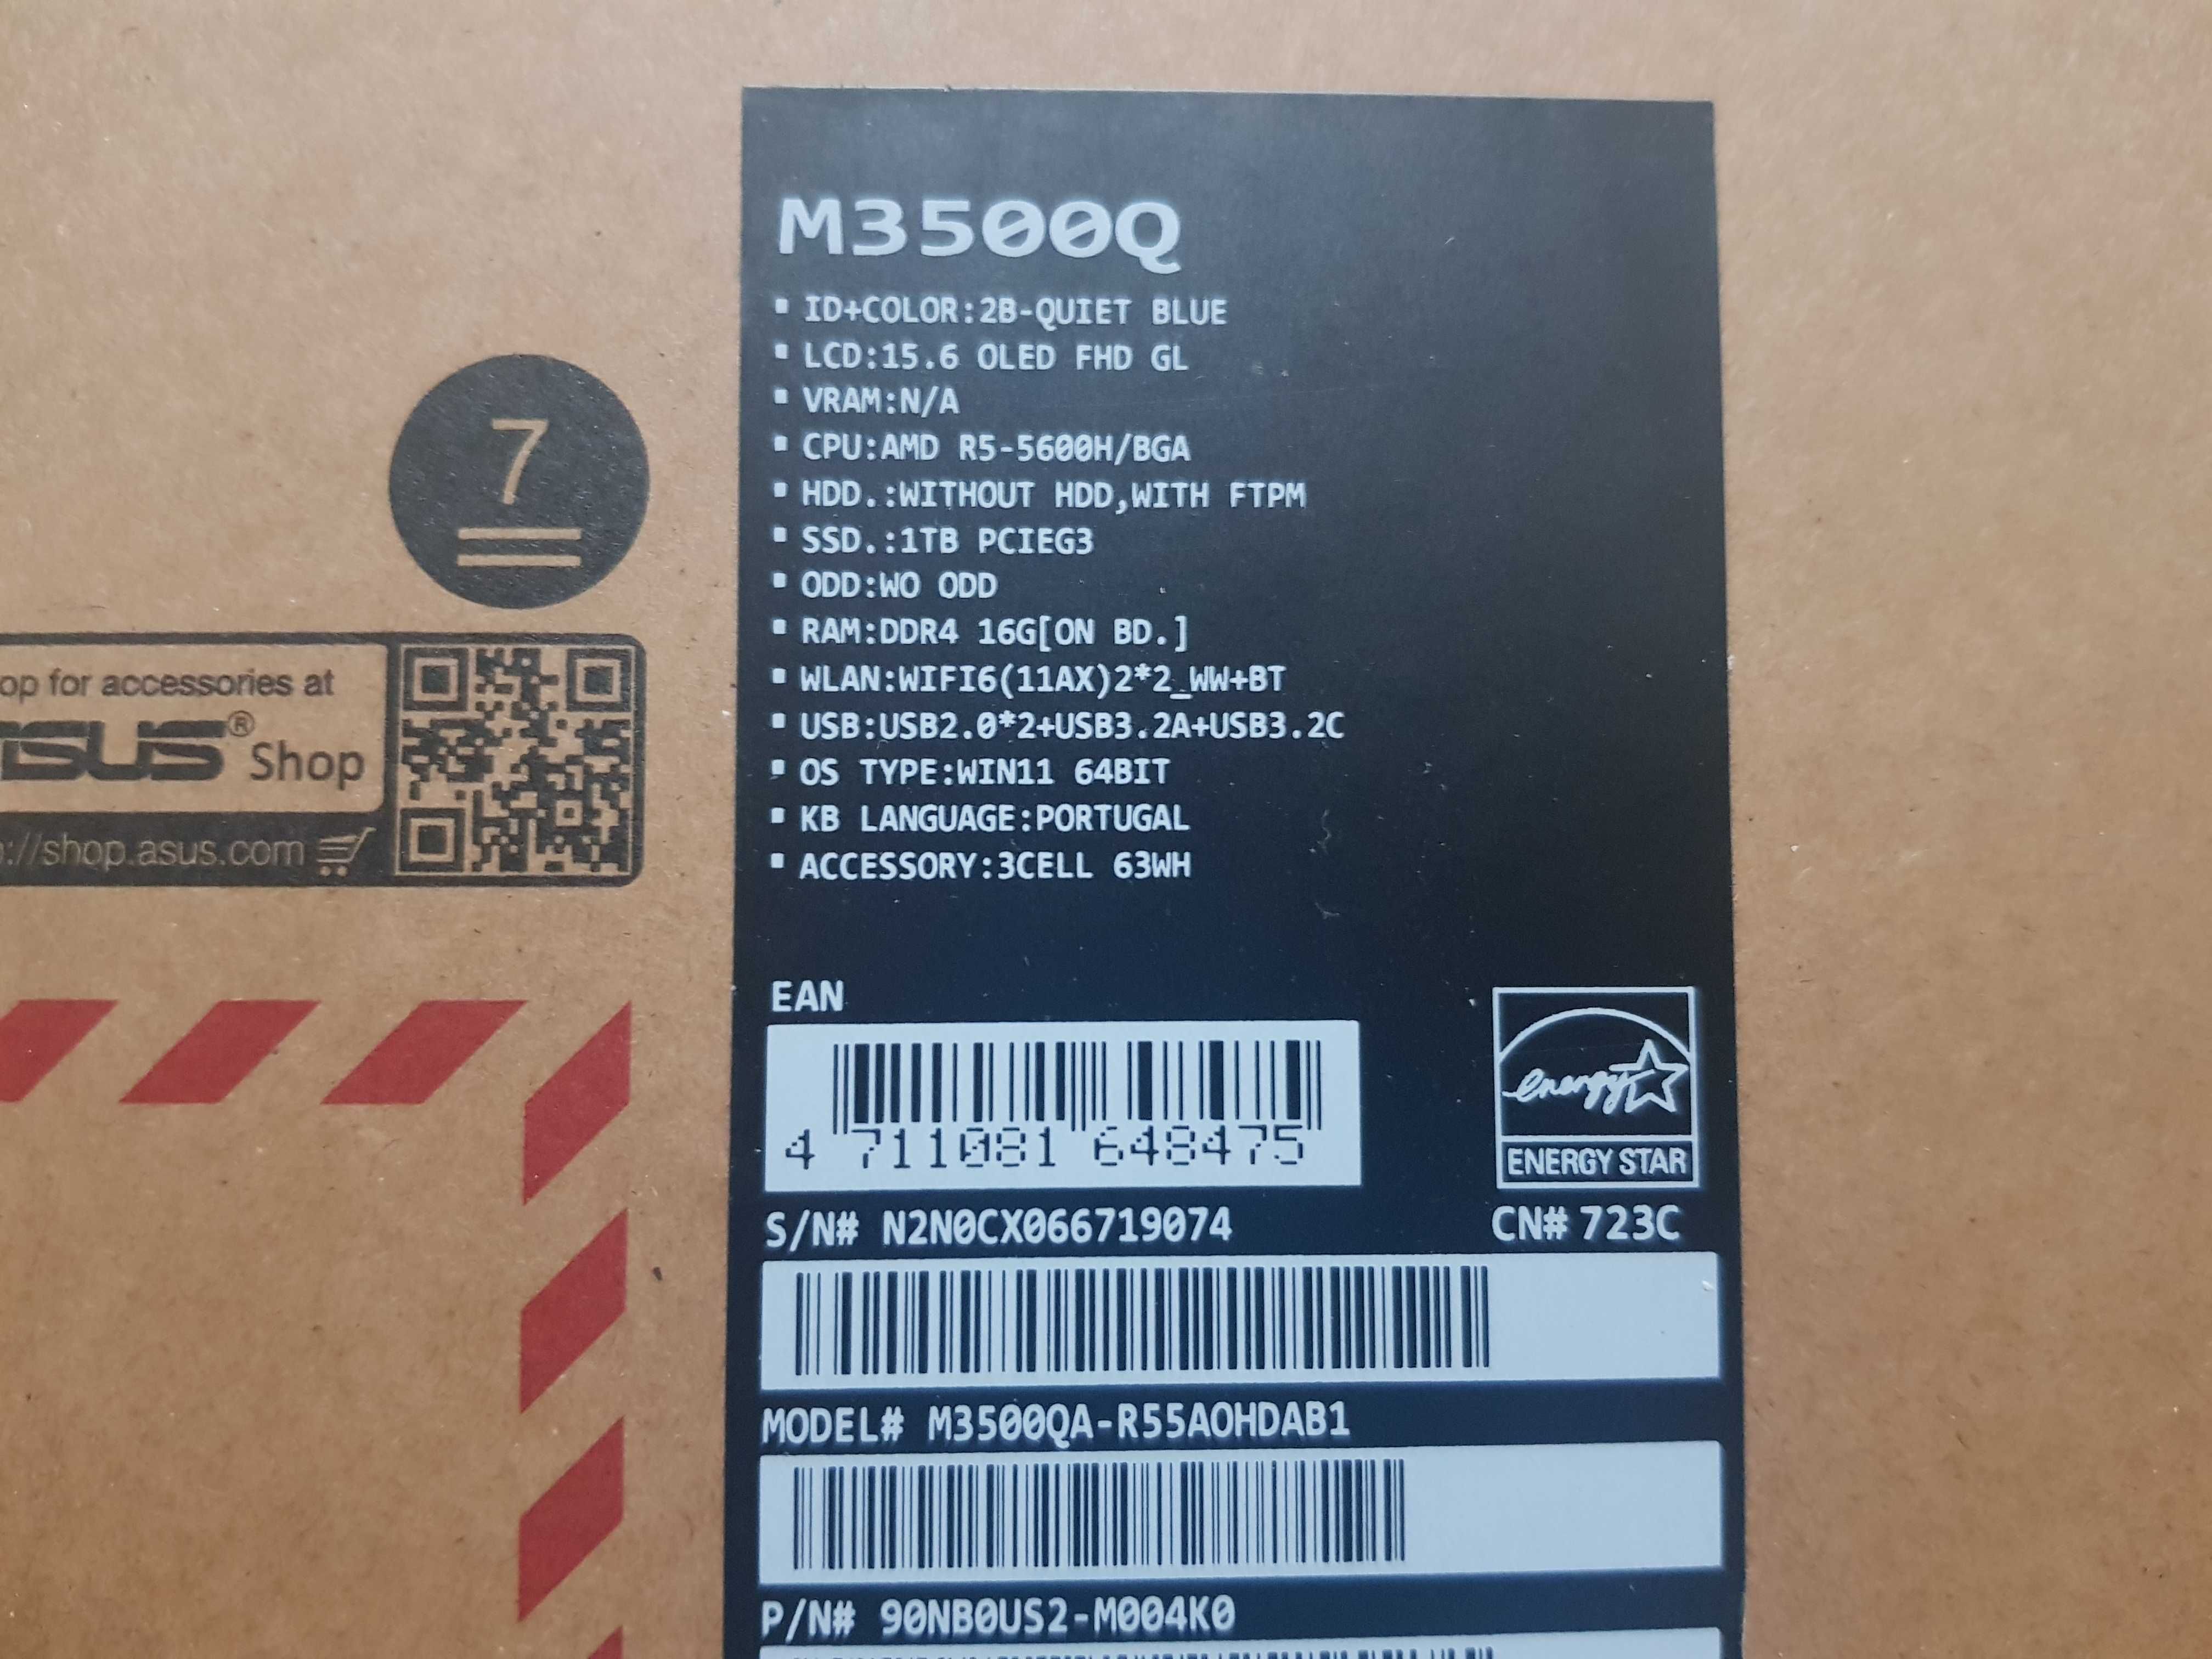 7
op for accessories at
ASUS® Shop
://shop.asus.com
M3500Q
▪ ID+COLOR:2B-QUIET BLUE
▪ LCD:15.6 OLED FHD GL
▪ VRAM:N/A
▪ CPU:AMD R5-5600H/BGA
▪ HDD.:WITHOUT HDD,WITH FTPM
▪ SSD.:1TB PCIEG3
▪ ODD:WO ODD
▪ RAM:DDR4 16G[ON BD.]
▪ WLAN:WIFI6(11AX)2*2_WW+BT
▪ USB:USB2.0*2+USB3.2A+USB3.2C
▪ OS TYPE:WIN11 64BIT
▪ KB LANGUAGE:PORTUGAL
▪ ACCESSORY:3CELL 63WH
EAN
4 711081 648475
energy
ENERGY STAR
S/N# N2N0CX066719074
CN# 723C
MODEL# M3500QA-R55AOHDAB1
P/N# 90NB0US2-M004K0